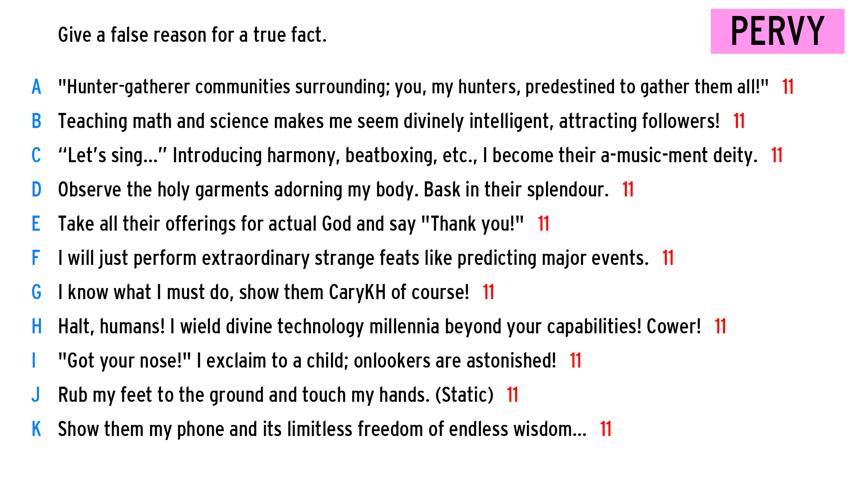 Give a false reason for a true fact.
PERVY
A "Hunter-gatherer communities surrounding; you, my hunters, predestined to gather them all!" 11
B Teaching math and science makes me seem divinely intelligent, attracting followers! 11
C “Let’s sing...” Introducing harmony, beatboxing, etc., I become their a-music-ment deity. 11
D Observe the holy garments adorning my body. Bask in their splendour. 11
E Take all their offerings for actual God and say "Thank you!" 11
F I will just perform extraordinary strange feats like predicting major events. 11
G I know what I must do, show them CaryKH of course! 11
H Halt, humans! I wield divine technology millennia beyond your capabilities! Cower! 11
I "Got your nose!" I exclaim to a child; onlookers are astonished! 11
J Rub my feet to the ground and touch my hands. (Static) 11
K Show them my phone and its limitless freedom of endless wisdom... 11